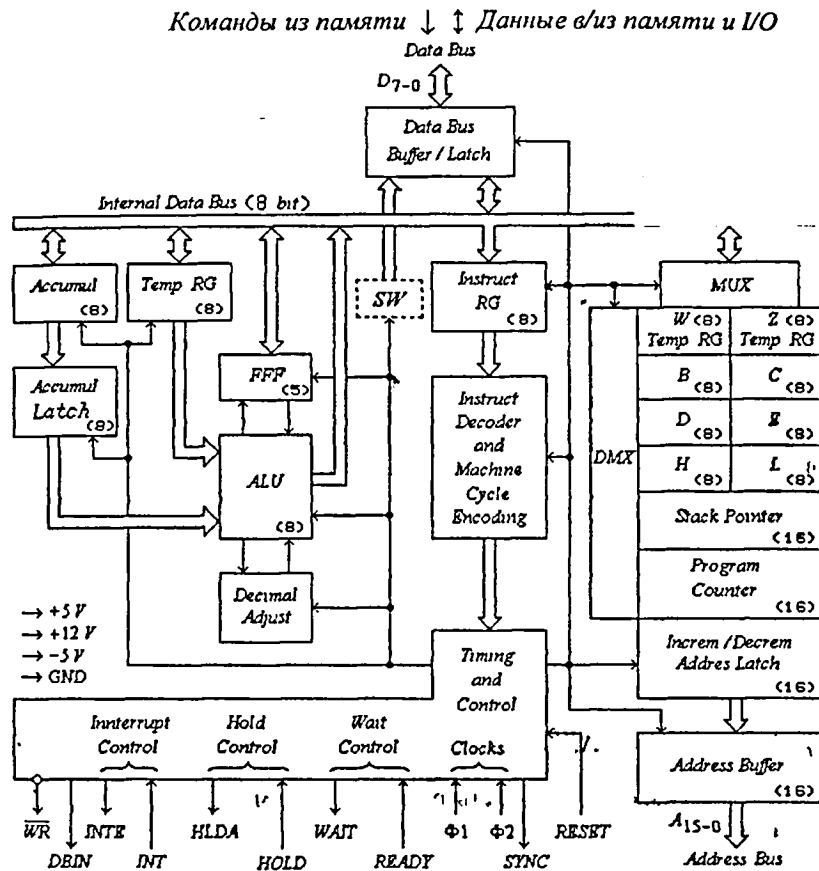 Команды из памяти ↓ ↕ Данные в/из памяти и I/O
Data Bus
D7-0
Data Bus
Buffer / Latch
Internal Data Bus (8 bit)
Accumul
(8)
Temp RG
(8)
SW
Instruct
RG
(8)
MUX
W (8)
Temp RG
Z (8)
Temp RG
Accumul
Latch
(8)
FFF
(5)
Instruct
Decoder
and
Machine
Cycle
Encoding
DMX
B
(8)
C
(8)
D
(8)
E
(8)
H
(8)
L
(8)
ALU
(8)
Stack Pointer
(16)
Program
Counter
(16)
Decimal
Adjust
→ +5 V
→ +12 V
→ -5 V
→ GND
Timing
and
Control
Increm / Decrem
Addres Latch
(16)
Innterrupt
Control
Hold
Control
Wait
Control
Clocks
Address Buffer
(16)
WR
DBIN
INTE
INT
HLDA
HOLD
WAIT
READY
Φ1
Φ2
SYNC
RESET
A15-0
Address Bus